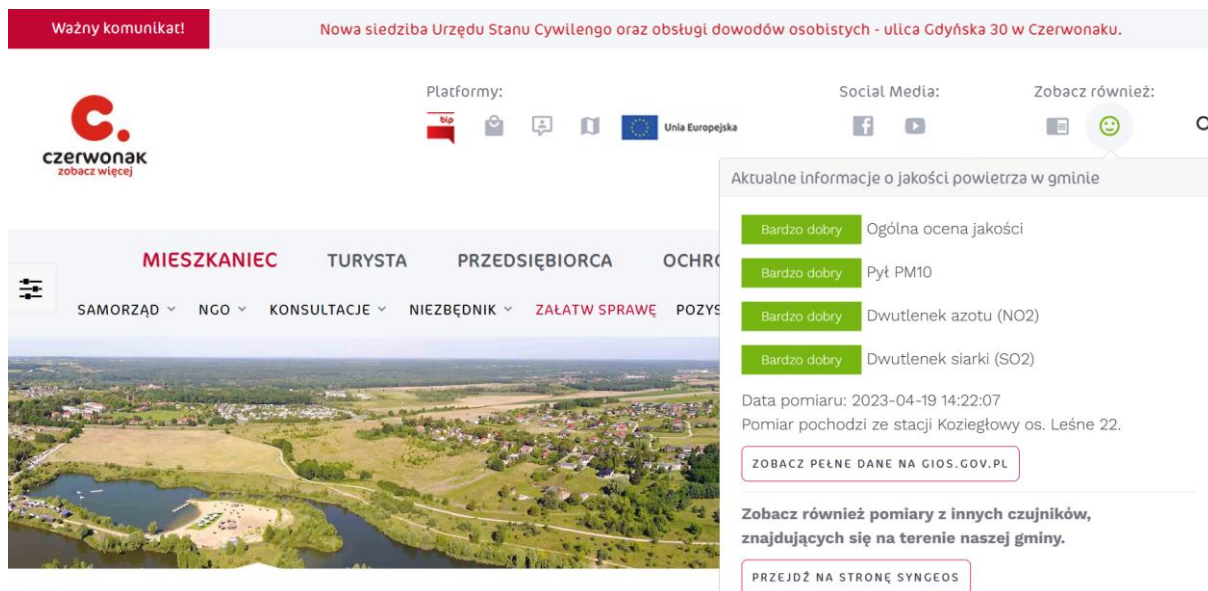 Ważny komunikat!
Nowa siedziba Urzędu Stanu Cywilengo oraz obsługi dowodów osobistych - ulica Gdyńska 30 w Czerwonaku.
czerwonak
zobacz więcej
Platformy:
bip
Unia Europejska
Social Media:
Zobacz również:
Aktualne informacje o jakości powietrza w gminie
Bardzo dobry Ogólna ocena jakości
Bardzo dobry Pył PM10
Bardzo dobry Dwutlenek azotu (NO2)
Bardzo dobry Dwutlenek siarki (SO2)
Data pomiaru: 2023-04-19 14:22:07
Pomiar pochodzi ze stacji Koziegłowy os. Leśne 22.
ZOBACZ PEŁNE DANE NA GIOS.GOV.PL
Zobacz również pomiary z innych czujników,
znajdujących się na terenie naszej gminy.
PRZEJDŹ NA STRONĘ SYNGEOS
MIESZKANIEC TURYSTA PRZEDSIĘBIORCA
SAMORZĄD NGO KONSULTACJE NIEZBĘDNIK ZAŁATW SPRAWĘ